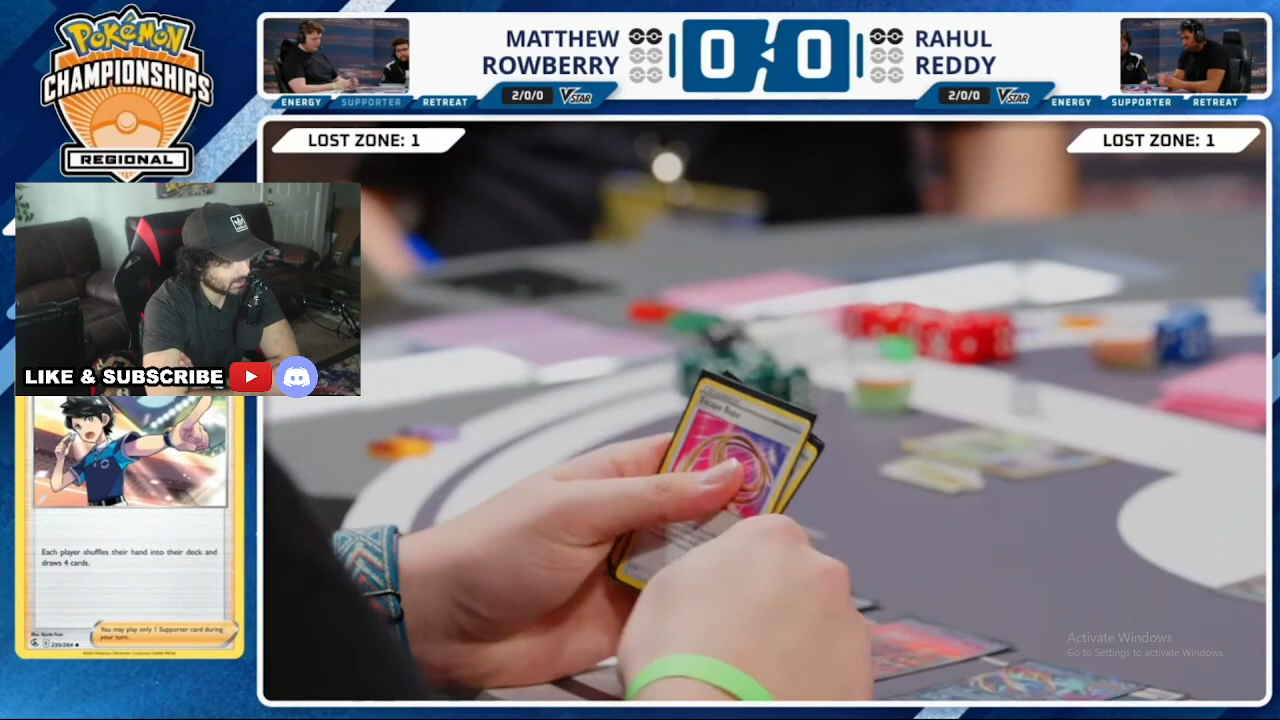 Pokémon
CHAMPIONSHIPS
REGIONAL
MATTHEW
ROWBERRY
0 0
RAHUL
REDDY
ENERGY SUPPORTER RETREAT
2/0/0 VSTAR
2/0/0 VSTAR
ENERGY SUPPORTER RETREAT
LOST ZONE: 1
LOST ZONE: 1
LIKE & SUBSCRIBE
Escape Rope
Each player shuffles their hand into their deck and
draws 4 cards.
You may play only 1 Supporter card during
your turn.
235/264
Activate Windows
Go to Settings to activate Windows.